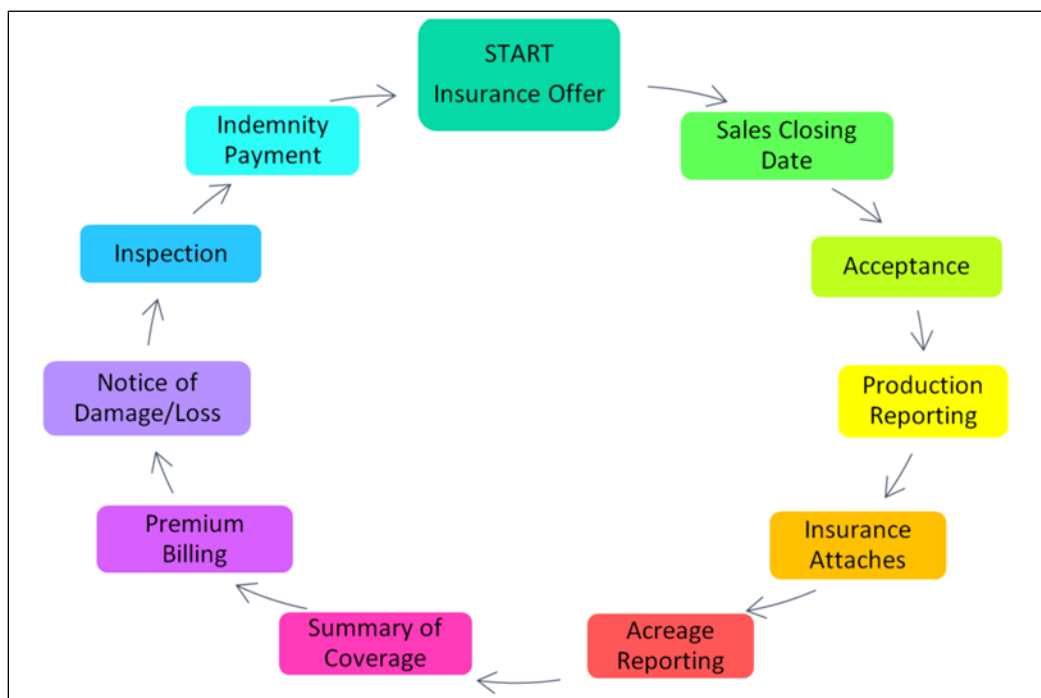 START
Insurance Offer
Sales Closing
Date
Acceptance
Production
Reporting
Insurance
Attaches
Acreage
Reporting
Summary of
Coverage
Premium
Billing
Notice of
Damage/Loss
Inspection
Indemnity
Payment